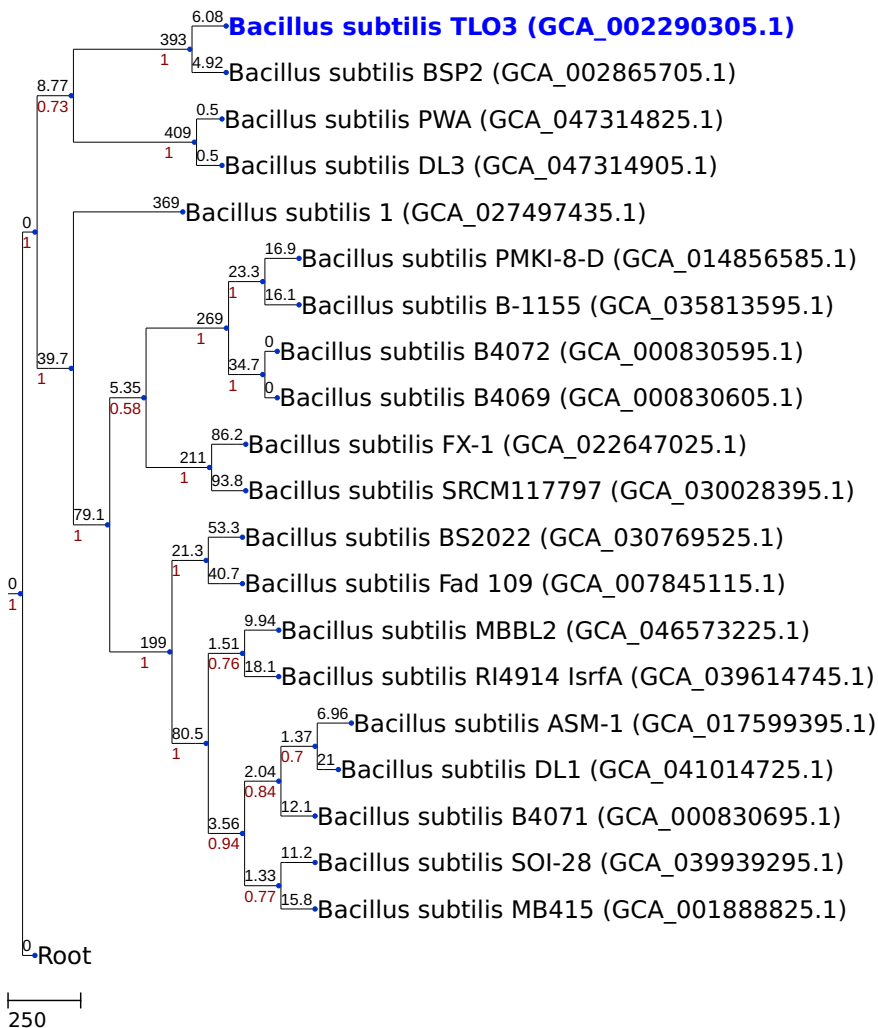 6.08
Bacillus subtilis TLO3 (GCA_002290305.1)
393
1
4.92
Bacillus subtilis BSP2 (GCA_002865705.1)
8.77
0.73
0.5
Bacillus subtilis PWA (GCA_047314825.1)
409
1
0.5
Bacillus subtilis DL3 (GCA_047314905.1)
369
Bacillus subtilis 1 (GCA_027497435.1)
0
1
16.9
Bacillus subtilis PMKI-8-D (GCA_014856585.1)
23.3
1
16.1
Bacillus subtilis B-1155 (GCA_035813595.1)
269
1
0
Bacillus subtilis B4072 (GCA_000830595.1)
39.7
1
34.7
1
0
Bacillus subtilis B4069 (GCA_000830605.1)
5.35
0.58
86.2
Bacillus subtilis FX-1 (GCA_022647025.1)
211
1
93.8
Bacillus subtilis SRCM117797 (GCA_030028395.1)
79.1
1
53.3
Bacillus subtilis BS2022 (GCA_030769525.1)
21.3
1
40.7
Bacillus subtilis Fad 109 (GCA_007845115.1)
0
1
9.94
Bacillus subtilis MBBL2 (GCA_046573225.1)
199
1
1.51
0.76
18.1
Bacillus subtilis RI4914 IsrfA (GCA_039614745.1)
6.96
Bacillus subtilis ASM-1 (GCA_017599395.1)
80.5
1
1.37
0.7
21
Bacillus subtilis DL1 (GCA_041014725.1)
2.04
0.84
12.1
Bacillus subtilis B4071 (GCA_000830695.1)
3.56
0.94
11.2
Bacillus subtilis SOI-28 (GCA_039939295.1)
1.33
0.77
15.8
Bacillus subtilis MB415 (GCA_001888825.1)
0
Root
250